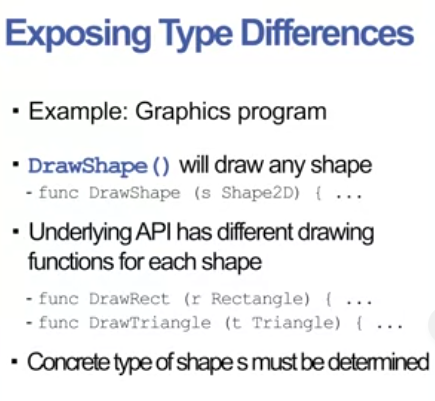 Exposing Type Differences
▪ Example: Graphics program
▪ DrawShape() will draw any shape
- func DrawShape (s Shape2D) { ...
▪ Underlying API has different drawing
functions for each shape
- func DrawRect (r Rectangle) { ...
- func DrawTriangle (t Triangle) { ...
▪ Concrete type of shape s must be determined